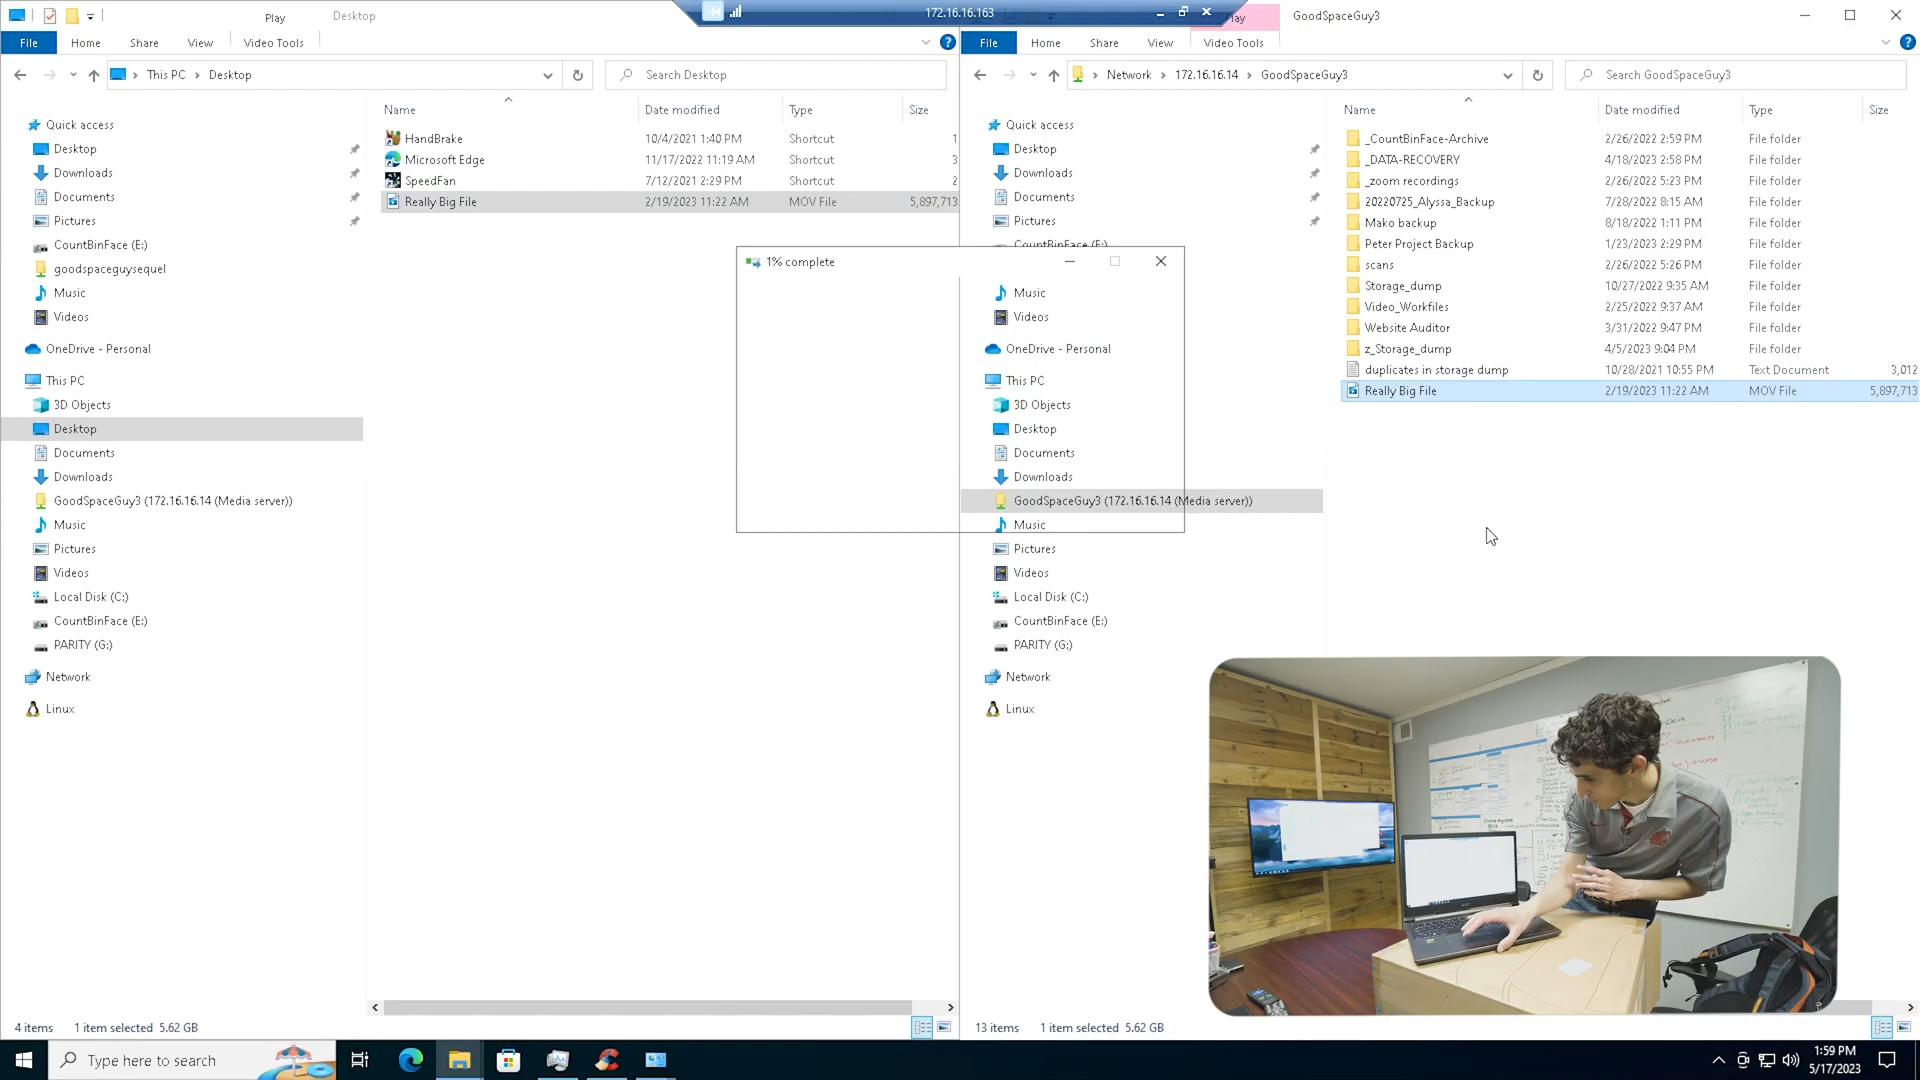 Play
Desktop
172.16.16.163
Play
GoodSpaceGuy3
File
Home
Share
View
Video Tools
File
Home
Share
View
Video Tools
This PC
Desktop
Search Desktop
Network
172.16.16.14
GoodSpaceGuy3
Search GoodSpaceGuy3
Name
Date modified
Type
Size
HandBrake
10/4/2021 1:40 PM
Shortcut
1
Microsoft Edge
11/17/2022 11:19 AM
Shortcut
3
SpeedFan
7/12/2021 2:29 PM
Shortcut
2
Really Big File
2/19/2023 11:22 AM
MOV File
5,897,713
Quick access
Desktop
Downloads
Documents
Pictures
CountBinFace (E:)
goodspaceguysequel
Music
Videos
OneDrive - Personal
This PC
3D Objects
Desktop
Documents
Downloads
GoodSpaceGuy3 (172.16.16.14 (Media server))
Music
Pictures
Videos
Local Disk (C:)
CountBinFace (E:)
PARITY (G:)
Network
Linux
1% complete
Quick access
Desktop
Downloads
Documents
Pictures
CountBinFace (E:)
Music
Videos
OneDrive - Personal
This PC
3D Objects
Desktop
Documents
Downloads
GoodSpaceGuy3 (172.16.16.14 (Media server))
Music
Pictures
Videos
Local Disk (C:)
CountBinFace (E:)
PARITY (G:)
Network
Linux
Name
Date modified
Type
Size
_CountBinFace-Archive
2/26/2022 2:59 PM
File folder
_DATA-RECOVERY
4/18/2023 2:58 PM
File folder
_zoom recordings
2/26/2022 5:23 PM
File folder
20220725_Alyssa_Backup
7/28/2022 8:15 AM
File folder
Mako backup
8/18/2022 1:11 PM
File folder
Peter Project Backup
1/23/2023 2:29 PM
File folder
scans
2/26/2022 5:26 PM
File folder
Storage_dump
10/27/2022 9:35 AM
File folder
Video_Workfiles
2/25/2022 9:37 AM
File folder
Website Auditor
3/31/2022 9:47 PM
File folder
z_Storage_dump
4/5/2023 9:04 PM
File folder
duplicates in storage dump
10/28/2021 10:55 PM
Text Document
3,012
Really Big File
2/19/2023 11:22 AM
MOV File
5,897,713
4 items
1 item selected 5.62 GB
13 items
1 item selected 5.62 GB
Type here to search
1:59 PM
5/17/2023